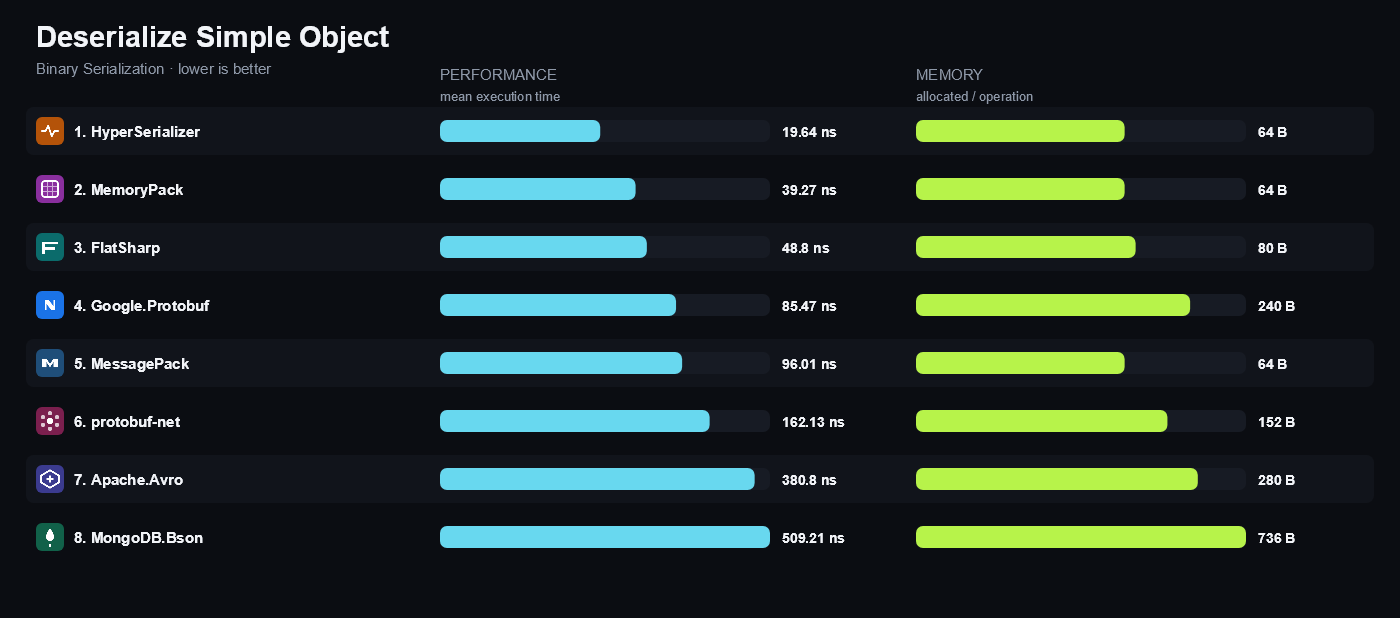 Deserialize Simple Object
Binary Serialization · lower is better
PERFORMANCE
mean execution time
MEMORY
allocated / operation
1. HyperSerializer 19.64 ns 64 B
2. MemoryPack 39.27 ns 64 B
3. FlatSharp 48.8 ns 80 B
4. Google.Protobuf 85.47 ns 240 B
5. MessagePack 96.01 ns 64 B
6. protobuf-net 162.13 ns 152 B
7. Apache.Avro 380.8 ns 280 B
8. MongoDB.Bson 509.21 ns 736 B